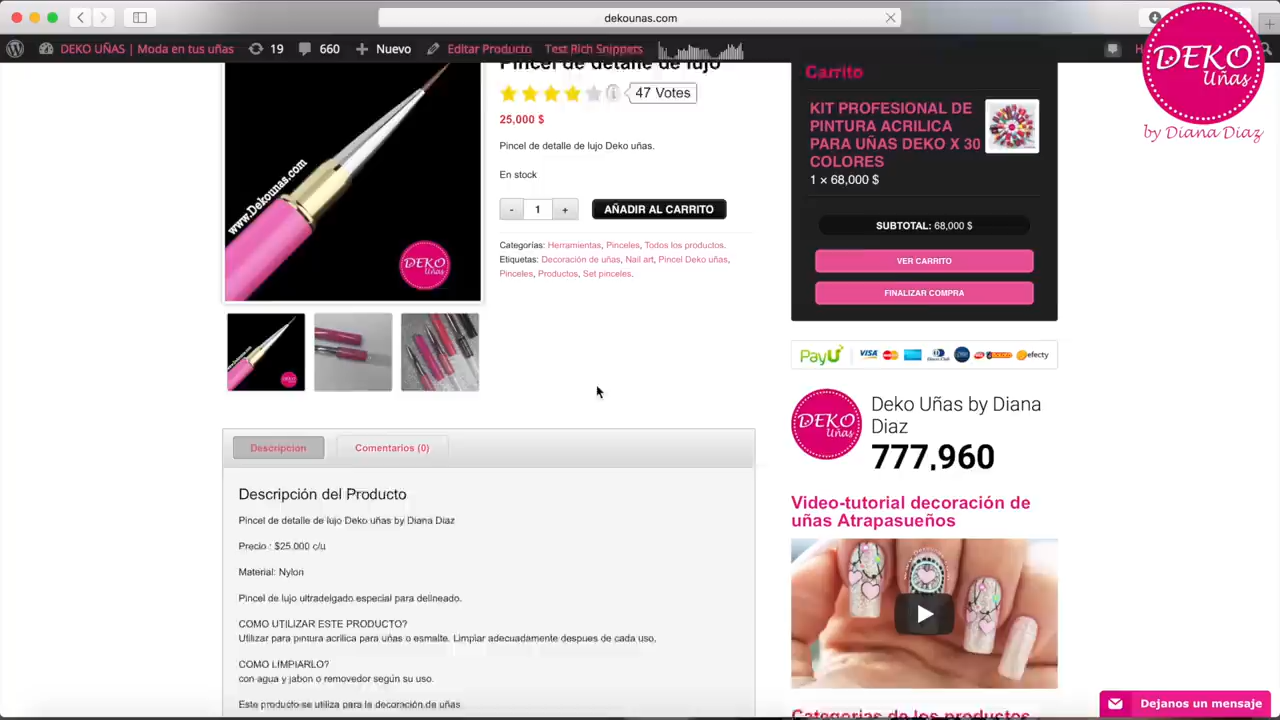 dekounas.com
DEKO UÑAS | Moda en tus uñas
19
660
Nuevo
Editar Producto
Test Rich Snippets
DEKO
Uñas
by Diana Diaz
Pincel de detalle de lujo
47 Votes
25,000 $
Pincel de detalle de lujo Deko uñas.
En stock
- 1 +
AÑADIR AL CARRITO
Categorías: Herramientas, Pinceles, Todos los productos.
Etiquetas: Decoración de uñas, Nail art, Pincel Deko uñas,
Pinceles, Productos, Set pinceles.
www.Dekounas.com
DEKO
uñas
Carrito
KIT PROFESIONAL DE
PINTURA ACRILICA
PARA UÑAS DEKO X 30
COLORES
1 × 68,000 $
SUBTOTAL: 68,000 $
VER CARRITO
FINALIZAR COMPRA
PayU
VISA
efecty
DEKO
Uñas
Deko Uñas by Diana
Diaz
777,960
Video-tutorial decoración de
uñas Atrapasueños
Descripcion
Comentarios (0)
Descripción del Producto
Pincel de detalle de lujo Deko uñas by Diana Diaz
Precio : $25.000 c/u
Material: Nylon
Pincel de lujo ultradelgado especial para delineado.
COMO UTILIZAR ESTE PRODUCTO?
Utilizar para pintura acrilica para uñas o esmalte. Limpiar adecuadamente despues de cada uso,
COMO LIMPIARLO?
con agua y jabon o removedor según su uso.
Este producto se utiliza para la decoración de uñas
Categorias de los productos
Dejanos un mensaje